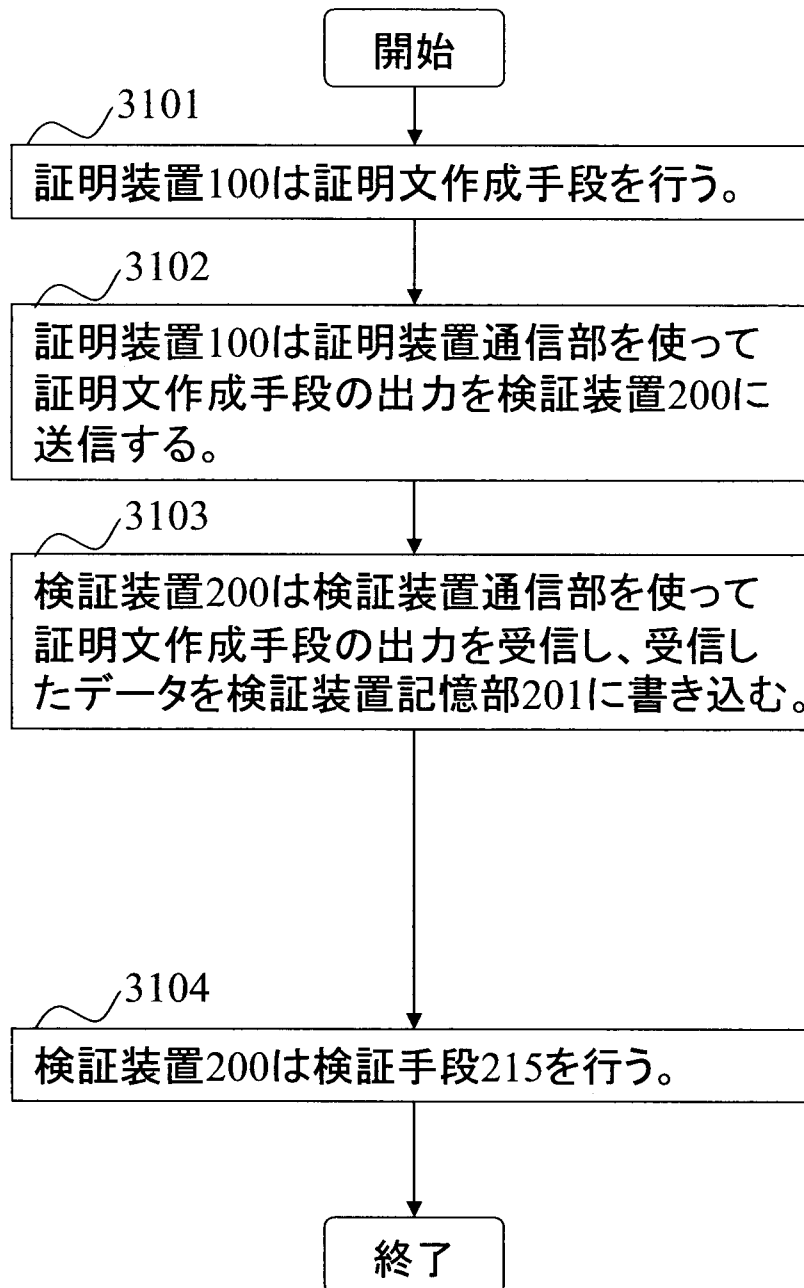 開始
3101
証明装置100は証明文作成手段を行う。
3102
証明装置100は証明装置通信部を使って
証明文作成手段の出力を検証装置200に
送信する。
3103
検証装置200は検証装置通信部を使って
証明文作成手段の出力を受信し、受信し
たデータを検証装置記憶部201に書き込む。
3104
検証装置200は検証手段215を行う。
終了